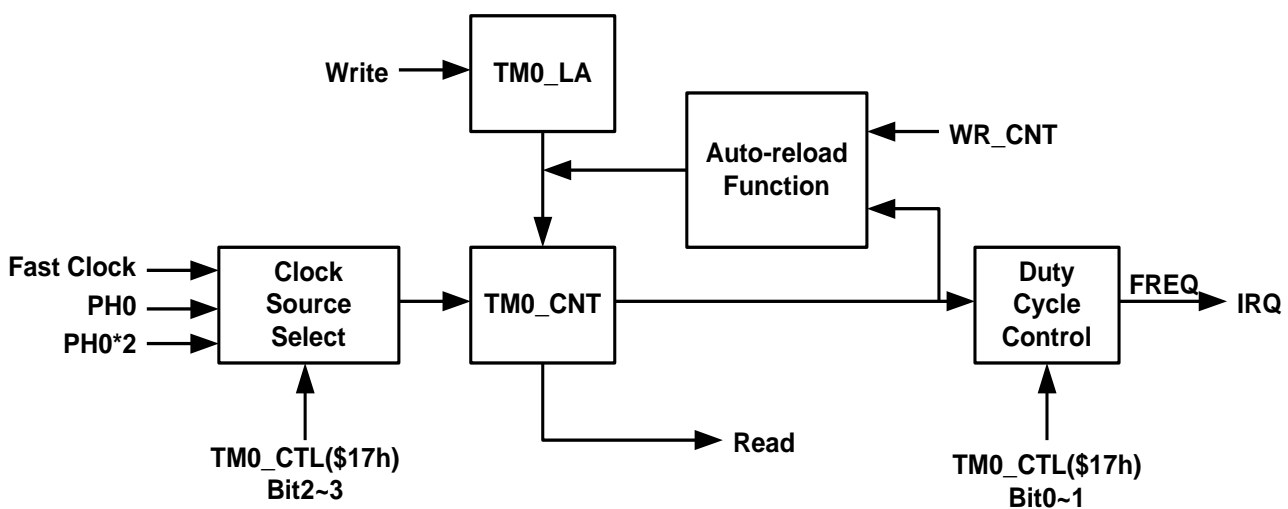 Write
TM0_LA
Auto-reload
Function
WR_CNT
Fast Clock
PH0
PH0*2
Clock
Source
Select
TM0_CNT
Duty
Cycle
Control
FREQ
IRQ
Read
TM0_CTL($17h)
Bit2~3
TM0_CTL($17h)
Bit0~1